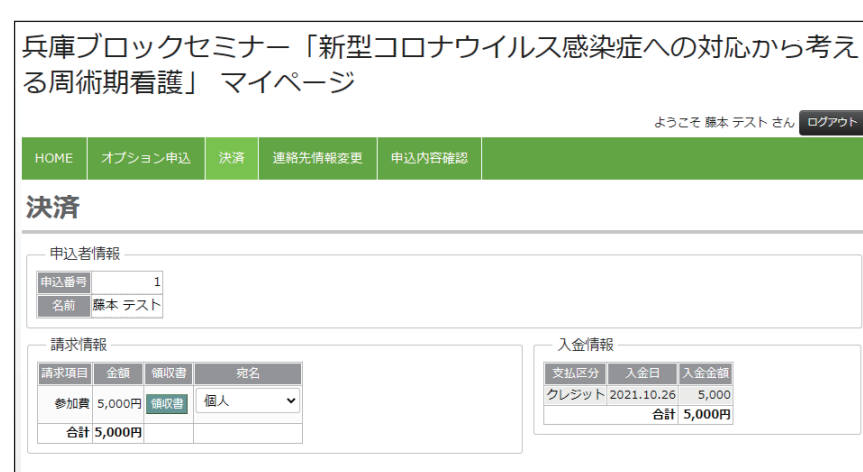 兵庫ブロックセミナー「新型コロナウイルス感染症への対応から考え
る周術期看護」 マイページ
ようこそ 藤本 テスト さん ログアウト
HOME オプション申込 決済 連絡先情報変更 申込内容確認
決済
申込者情報
申込番号 1
名前 藤本 テスト
請求情報
請求項目 金額 領収書 宛名
参加費 5,000円 領収書 個人
合計 5,000円
入金情報
支払区分 入金日 入金金額
クレジット 2021.10.26 5,000
合計 5,000円